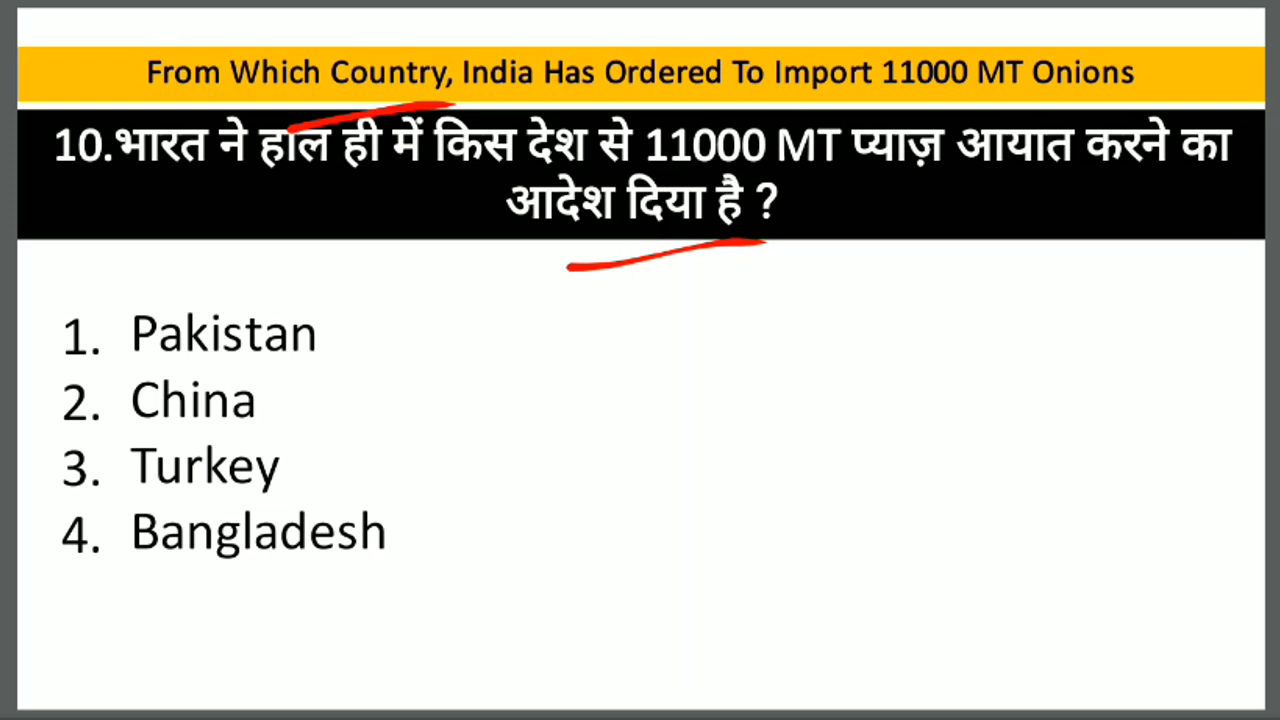 From Which Country, India Has Ordered To Import 11000 MT Onions
10.भारत ने हाल ही में किस देश से 11000 MT प्याज़ आयात करने का
आदेश दिया है ?
1. Pakistan
2. China
3. Turkey
4. Bangladesh